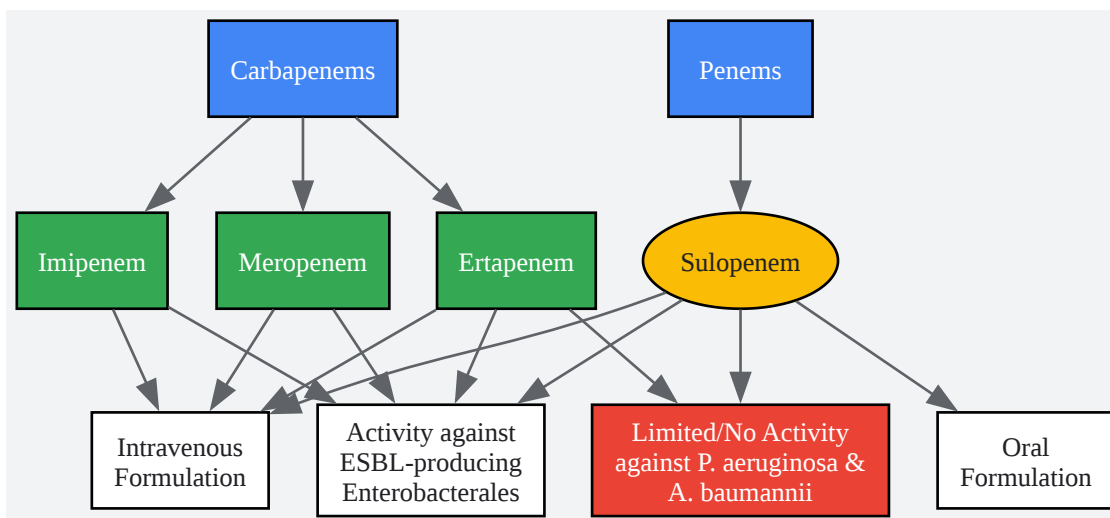 Carbapenems
Penems
Imipenem
Meropenem
Ertapenem
Sulopenem
Intravenous
Formulation
Activity against
ESBL-producing
Enterobacterales
Limited/No Activity
against P. aeruginosa &
A. baumannii
Oral
Formulation